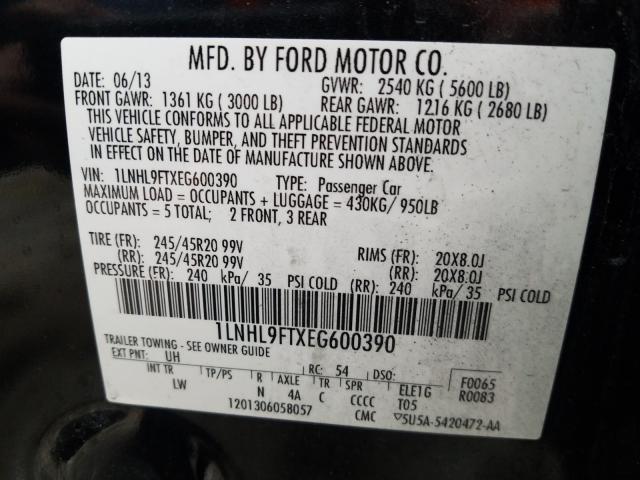 MFD. BY FORD MOTOR CO.
DATE: 06/13 GVWR: 2540 KG ( 5600 LB)
FRONT GAWR: 1361 KG ( 3000 LB) REAR GAWR: 1216 KG ( 2680 LB)
THIS VEHICLE CONFORMS TO ALL APPLICABLE FEDERAL MOTOR
VEHICLE SAFETY, BUMPER, AND THEFT PREVENTION STANDARDS
IN EFFECT ON THE DATE OF MANUFACTURE SHOWN ABOVE.
VIN: 1LNHL9FTXEG600390 TYPE: Passenger Car
MAXIMUM LOAD = OCCUPANTS + LUGGAGE = 430KG/ 950LB
OCCUPANTS = 5 TOTAL; 2 FRONT, 3 REAR
TIRE (FR): 245/45R20 99V RIMS (FR): 20X8.0J
(RR): 245/45R20 99V (RR): 20X8.0J
PRESSURE (FR): 240 kPa/ 35 PSI COLD (RR): 240 kPa/ 35 PSI COLD
1LNHL9FTXEG600390
TRAILER TOWING - SEE OWNER GUIDE
EXT PNT: UH RC: 54 DSO:
INT TR TP/PS R AXLE TR SPR ELE1G F0065
LW N 4A C CCCC T05 R0083
1201306058057 CMC 5U5A-5420472-AA